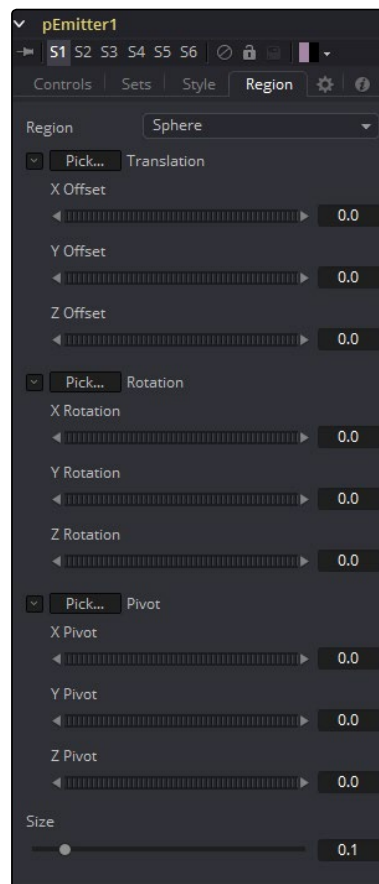 pEmitter1
S1 S2 S3 S4 S5 S6
Controls Sets Style Region
Region Sphere
Pick... Translation
X Offset
0.0
Y Offset
0.0
Z Offset
0.0
Pick... Rotation
X Rotation
0.0
Y Rotation
0.0
Z Rotation
0.0
Pick... Pivot
X Pivot
0.0
Y Pivot
0.0
Z Pivot
0.0
Size
0.1